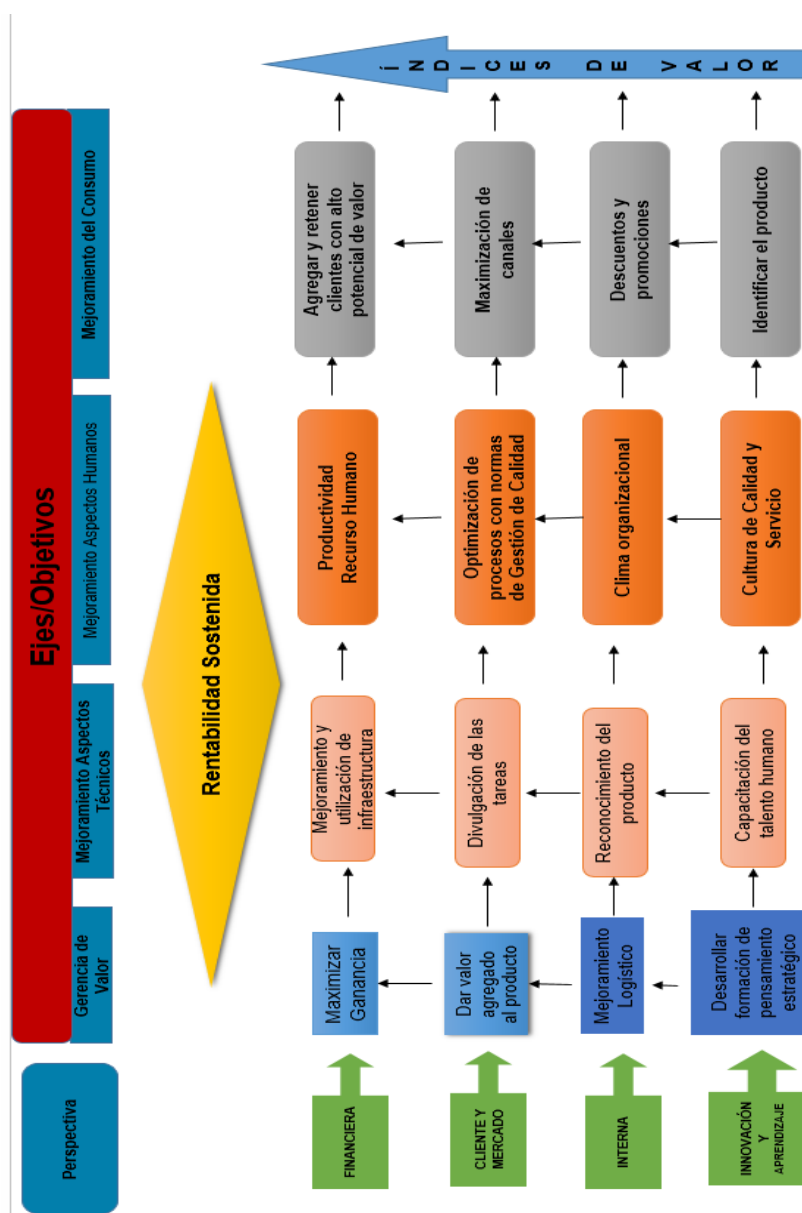 Perspectiva
Ejes/Objetivos
Gerencia de
Valor
Mejoramiento Aspectos
Técnicos
Mejoramiento Aspectos Humanos
Mejoramiento del Consumo
Rentabilidad Sostenida
FINANCIERA
Maximizar
Ganancia
Mejoramiento y
utilización de
infraestructura
Productividad
Recurso Humano
Agregar y retener
clientes con alto
potencial de valor
CLIENTE Y
MERCADO
Dar valor
agregado
al producto
Divulgación de las
tareas
Optimización de
procesos con normas
de Gestión de Calidad
Maximización de
canales
INTERNA
Mejoramiento
Logístico
Reconocimiento del
producto
Clima organizacional
Descuentos y
promociones
INNOVACIÓN
Y
APRENDIZAJE
Desarrollar
formación de
pensamiento
estratégico
Capacitación del
talento humano
Cultura de Calidad y
Servicio
Identificar el producto
íNDICES DE VALOR